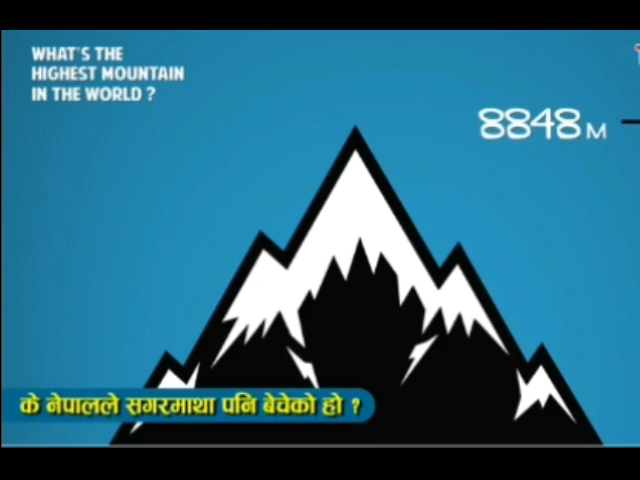 WHAT'S THE
HIGHEST MOUNTAIN
IN THE WORLD ?
8848 M
के नेपालले सगरमाथा पनि बेचेको हो ?